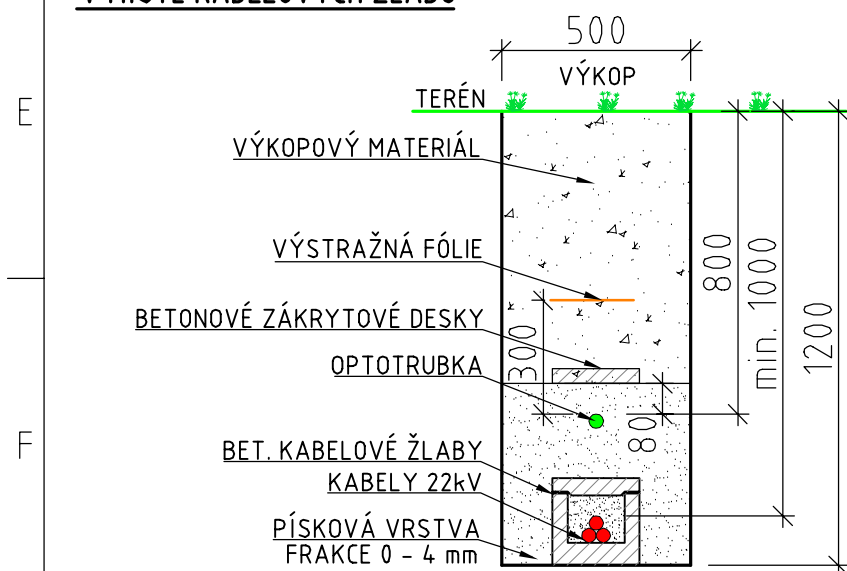 500
VÝKOP
TERÉN
E
VÝKOPOVÝ MATERIÁL
VÝSTRAŽNÁ FÓLIE
800
min. 1000
1200
BETONOVÉ ZÁKRYTOVÉ DESKY
300
OPTOTRUBKA
80
F
BET. KABELOVÉ ŽLABY
KABELY 22kV
PÍSKOVÁ VRSTVA
FRAKCE 0 - 4 mm